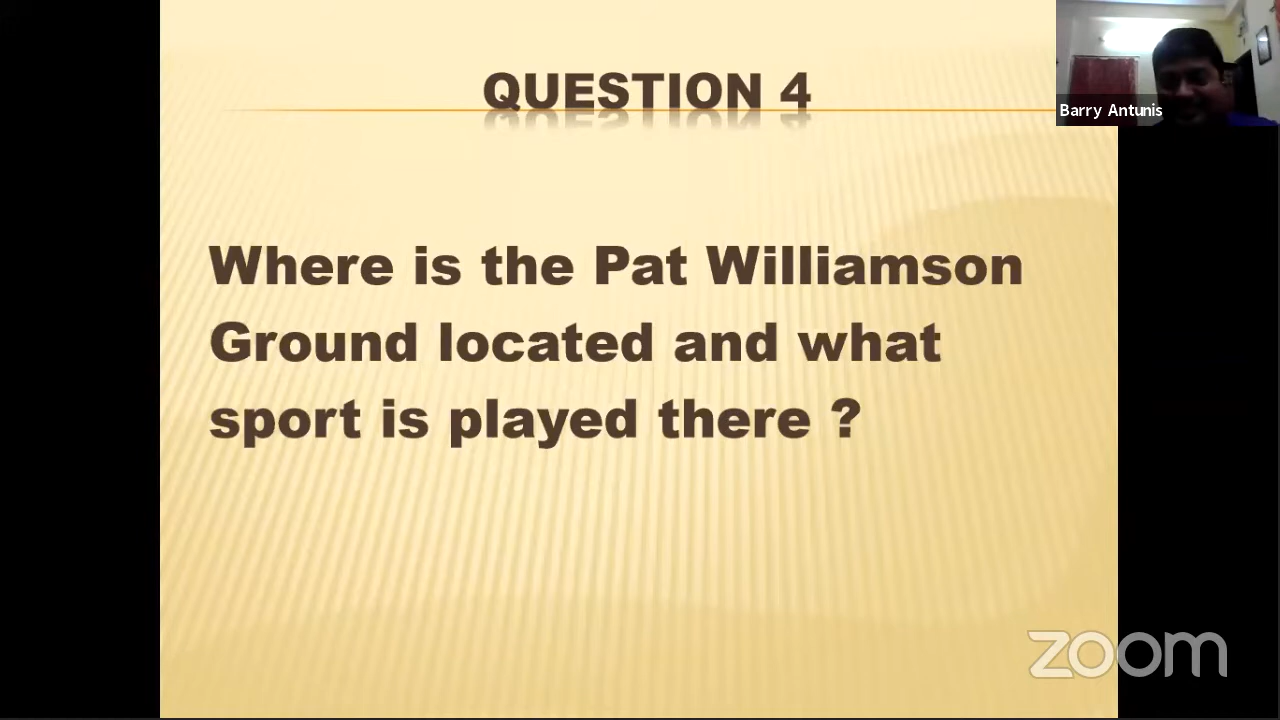 QUESTION 4
Barry Antunis
Where is the Pat Williamson
Ground located and what
sport is played there ?
zoom